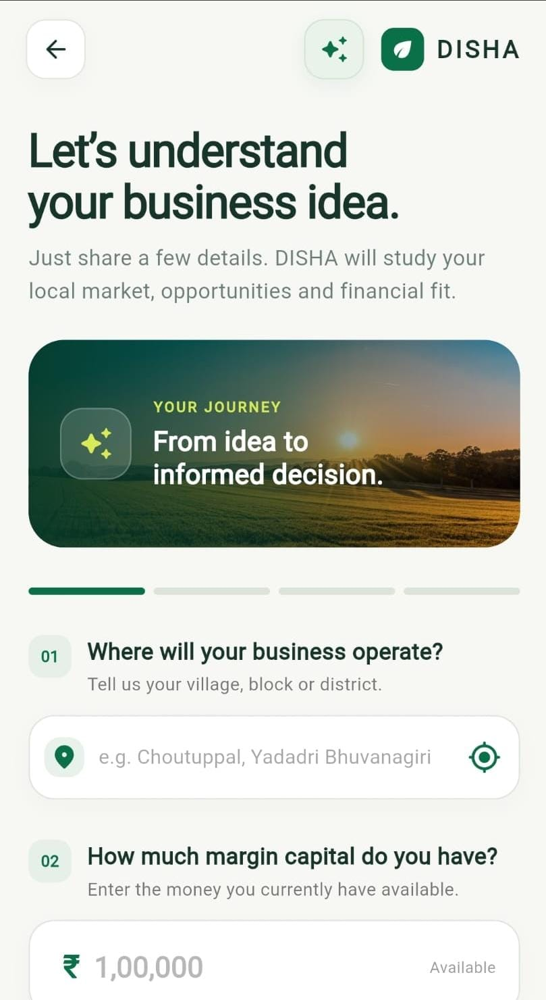 DISHA
Let’s understand
your business idea.
Just share a few details. DISHA will study your
local market, opportunities and financial fit.
YOUR JOURNEY
From idea to
informed decision.
01
Where will your business operate?
Tell us your village, block or district.
e.g. Choutuppal, Yadadri Bhuvanagiri
02
How much margin capital do you have?
Enter the money you currently have available.
₹ 1,00,000
Available